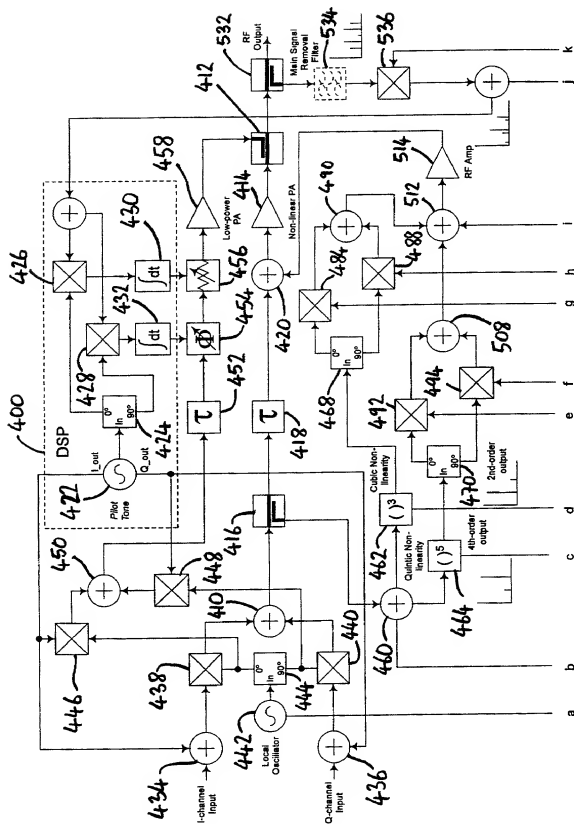 400
DSP
422
Pilot
Tone
I_out
Q_out
424
0°
In
90°
426
428
430
∫dt
432
∫dt
434
I-channel
Input
436
Q-channel
Input
438
440
442
Local
Oscillator
444
0°
In
90°
446
448
450
410
416
452
τ
418
τ
454
Φ
456
458
Low-power
PA
420
414
Non-linear PA
412
532
RF
Output
Main Signal
Removal
Filter
534
536
460
462
( )³
Cubic Non-
linearity
464
( )⁵
Quintic Non-
linearity
4th-order
output
2nd-order
output
468
0°
In
90°
470
0°
In
90°
484
488
490
492
494
508
512
514
RF Amp
a
b
c
d
e
f
g
h
i
j
k